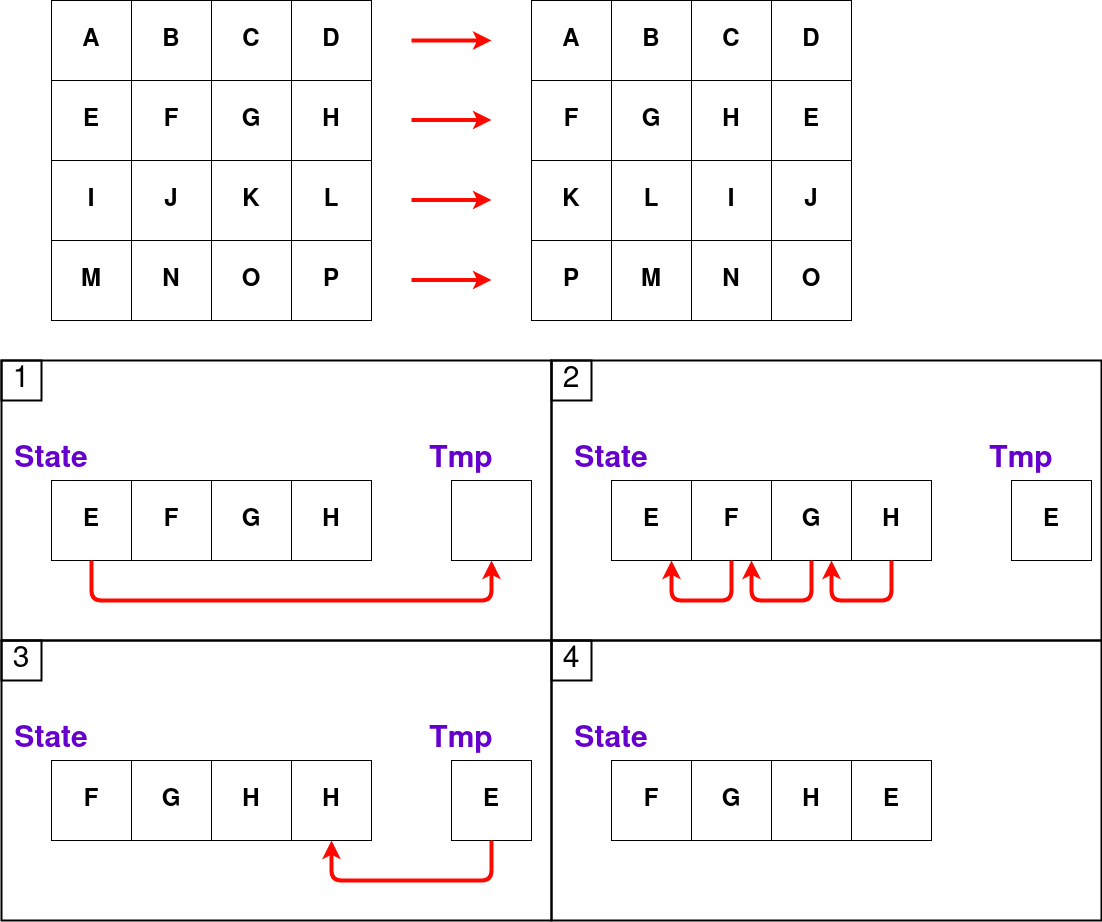 A B C D A B C D
E F G H F G H E
I J K L K L I J
M N O P P M N O
1
State Tmp
E F G H
2
State Tmp
E F G H E
3
State Tmp
F G H H E
4
State
F G H E